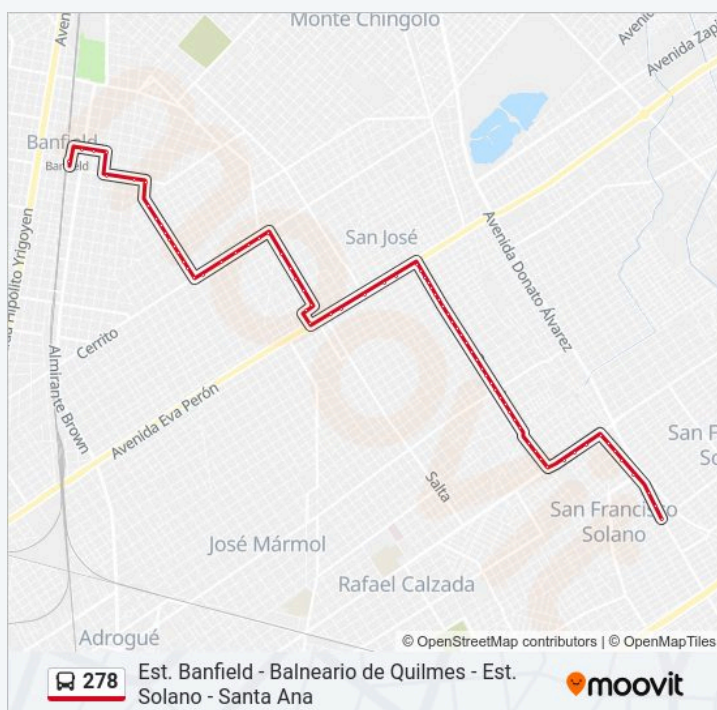 Monte Chingolo
Aven
Avenida
Avenida Zap
Banfield
Banfield
da Hipólito Yrigoyen
San José
Avenida Donato Álvarez
Cerrito
Almirante Brown
Avenida Eva Perón
Salta
San F
So
San Francisco
Solano
José Mármol
Rafael Calzada
Adrogué
© OpenStreetMap contributors | © OpenMapTiles
278
Est. Banfield - Balneario de Quilmes - Est.
Solano - Santa Ana
moovit